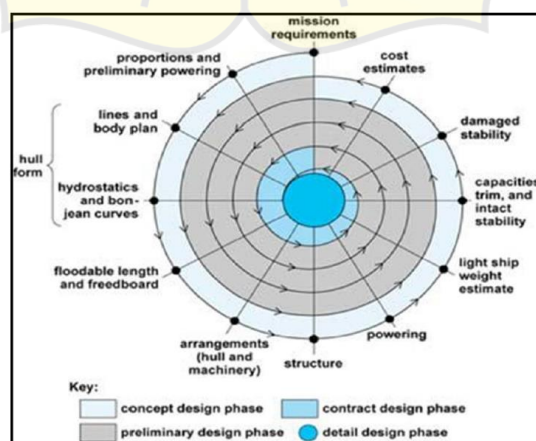 mission
requirements
proportions and
preliminary powering
cost
estimates
lines and
body plan
damaged
stability
hull
form
hydrostatics
and bon-
jean curves
capacities
trim, and
intact
stability
floodable length
and freedboard
light ship
weight
estimate
arrangements
(hull and
machinery)
structure
powering
Key:
concept design phase
contract design phase
preliminary design phase
detail design phase